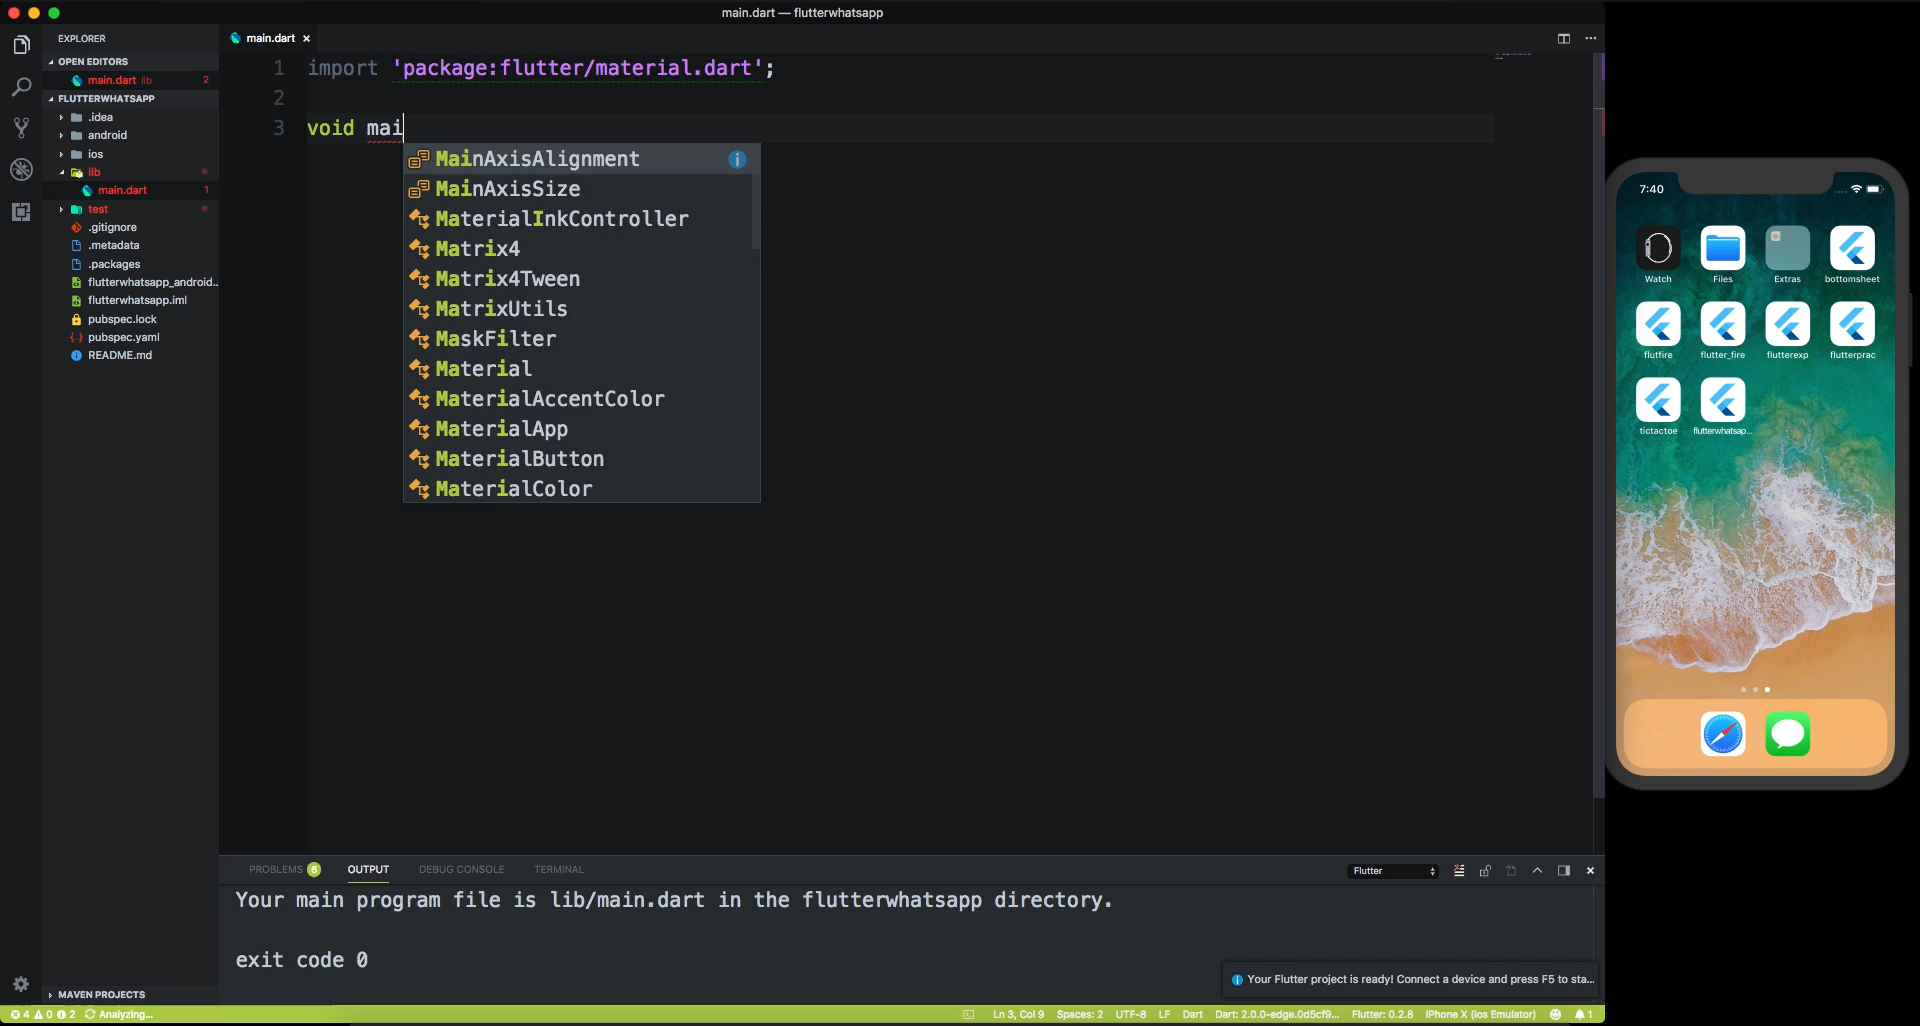 main.dart — flutterwhatsapp
EXPLORER
OPEN EDITORS
main.dart lib 2
FLUTTERWHATSAPP
.idea
android
ios
lib
main.dart 1
test
.gitignore
.metadata
.packages
flutterwhatsapp_android..
flutterwhatsapp.iml
pubspec.lock
pubspec.yaml
README.md
MAVEN PROJECTS
main.dart
1 import 'package:flutter/material.dart';
2
3 void mai
MainAxisAlignment
MainAxisSize
MaterialInkController
Matrix4
Matrix4Tween
MatrixUtils
MaskFilter
Material
MaterialAccentColor
MaterialApp
MaterialButton
MaterialColor
PROBLEMS 6 OUTPUT DEBUG CONSOLE TERMINAL
Flutter
Your main program file is lib/main.dart in the flutterwhatsapp directory.
exit code 0
Your Flutter project is ready! Connect a device and press F5 to sta...
4 0 2 Analyzing...
Ln 3, Col 9 Spaces: 2 UTF-8 LF Dart Dart: 2.0.0-edge.0d5cf9... Flutter: 0.2.8 iPhone X (Ios Emulator) 1
7:40
Watch Files Extras bottomsheet
flutfire flutter_fire flutterexp flutterprac
tictactoe flutterwhatsap...